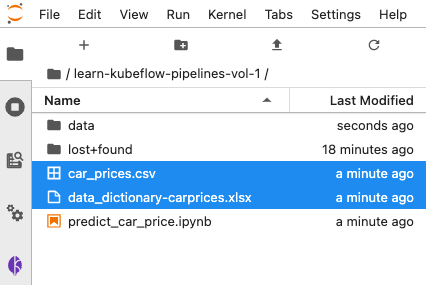 File Edit View Run Kernel Tabs Settings Help
/ learn-kubeflow-pipelines-vol-1 /
Name Last Modified
data seconds ago
lost+found 18 minutes ago
car_prices.csv a minute ago
data_dictionary-carprices.xlsx a minute ago
predict_car_price.ipynb a minute ago